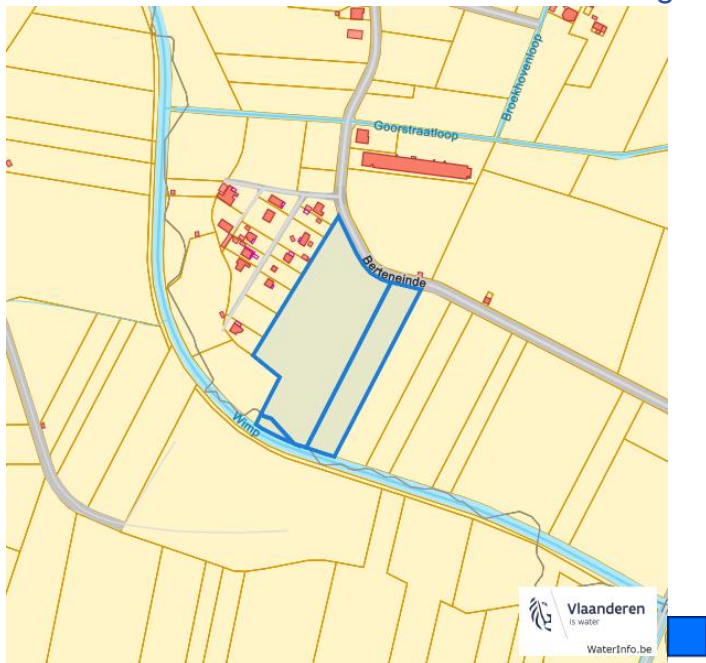 Broekhovenloop
Goorstraatloop
Berteneinde
Wimp
Vlaanderen
is water
WaterInfo.be